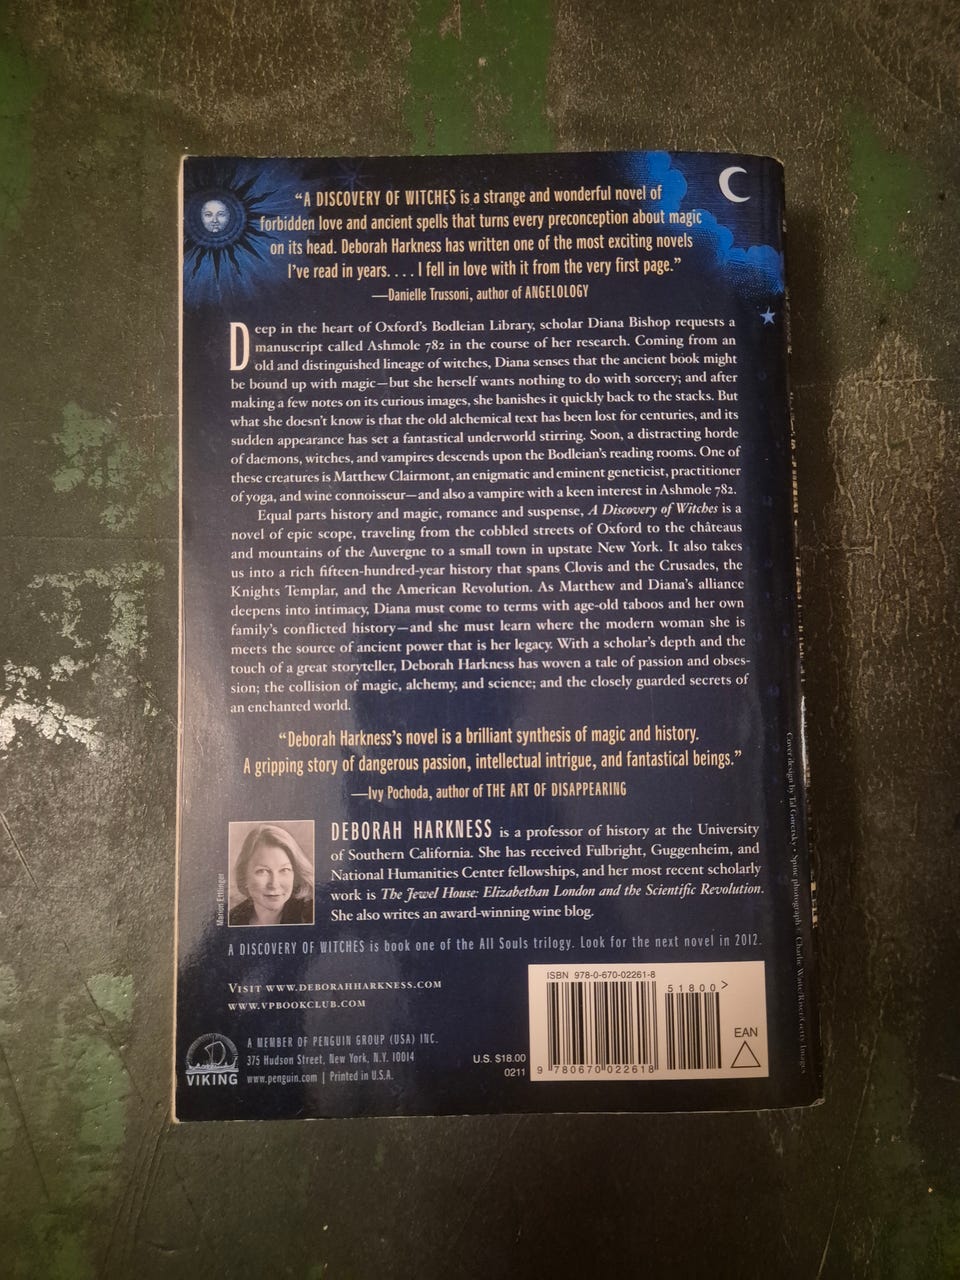 “A DISCOVERY OF WITCHES is a strange and wonderful novel of
forbidden love and ancient spells that turns every preconception about magic
on its head. Deborah Harkness has written one of the most exciting novels
I’ve read in years. . . . I fell in love with it from the very first page.”
—Danielle Trussoni, author of ANGELOLOGY
Deep in the heart of Oxford’s Bodleian Library, scholar Diana Bishop requests a
manuscript called Ashmole 782 in the course of her research. Coming from an
old and distinguished lineage of witches, Diana senses that the ancient book might
be bound up with magic—but she herself wants nothing to do with sorcery; and after
making a few notes on its curious images, she banishes it quickly back to the stacks. But
what she doesn’t know is that the old alchemical text has been lost for centuries, and its
sudden appearance has set a fantastical underworld stirring. Soon, a distracting horde
of daemons, witches, and vampires descends upon the Bodleian’s reading rooms. One of
these creatures is Matthew Clairmont, an enigmatic and eminent geneticist, practitioner
of yoga, and wine connoisseur—and also a vampire with a keen interest in Ashmole 782.
Equal parts history and magic, romance and suspense, A Discovery of Witches is a
novel of epic scope, traveling from the cobbled streets of Oxford to the châteaus
and mountains of the Auvergne to a small town in upstate New York. It also takes
us into a rich fifteen-hundred-year history that spans Clovis and the Crusades, the
Knights Templar, and the American Revolution. As Matthew and Diana’s alliance
deepens into intimacy, Diana must come to terms with age-old taboos and her own
family’s conflicted history—and she must learn where the modern woman she is
meets the source of ancient power that is her legacy. With a scholar’s depth and the
touch of a great storyteller, Deborah Harkness has woven a tale of passion and obses-
sion; the collision of magic, alchemy, and science; and the closely guarded secrets of
an enchanted world.
“Deborah Harkness’s novel is a brilliant synthesis of magic and history.
A gripping story of dangerous passion, intellectual intrigue, and fantastical beings.”
—Ivy Pochoda, author of THE ART OF DISAPPEARING
DEBORAH HARKNESS is a professor of history at the University
of Southern California. She has received Fulbright, Guggenheim, and
National Humanities Center fellowships, and her most recent scholarly
work is The Jewel House: Elizabethan London and the Scientific Revolution.
She also writes an award-winning wine blog.
Marion Ettlinger
A DISCOVERY OF WITCHES is book one of the All Souls trilogy. Look for the next novel in 2012.
VISIT WWW.DEBORAHHARKNESS.COM
WWW.VPBOOKCLUB.COM
A MEMBER OF PENGUIN GROUP (USA) INC.
375 Hudson Street, New York, N.Y. 10014
www.penguin.com | Printed in U.S.A.
VIKING
U.S. $18.00
0211
ISBN 978-0-670-02261-8
51800>
9 780670 022618
EAN
Cover design by Tal Goretsky • Spine photograph © Charlie Waite/Riser/Getty Images